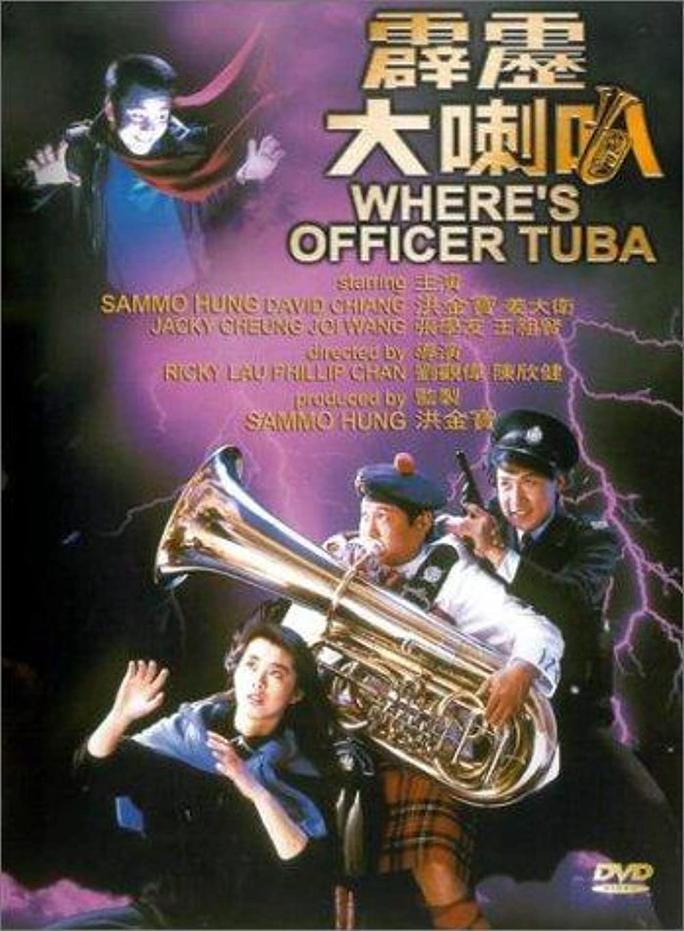 霹靂
大喇叭
WHERE'S
OFFICER TUBA
starring 主演
SAMMO HUNG DAVID CHIANG 洪金寶 姜大衛
JACKY CHEUNG JOI WANG 張學友 王祖賢
directed by 導演
RICKY LAU PHILLIP CHAN 劉觀偉 陳欣健
produced by 監製
SAMMO HUNG 洪金寶
DVD
VIDEO